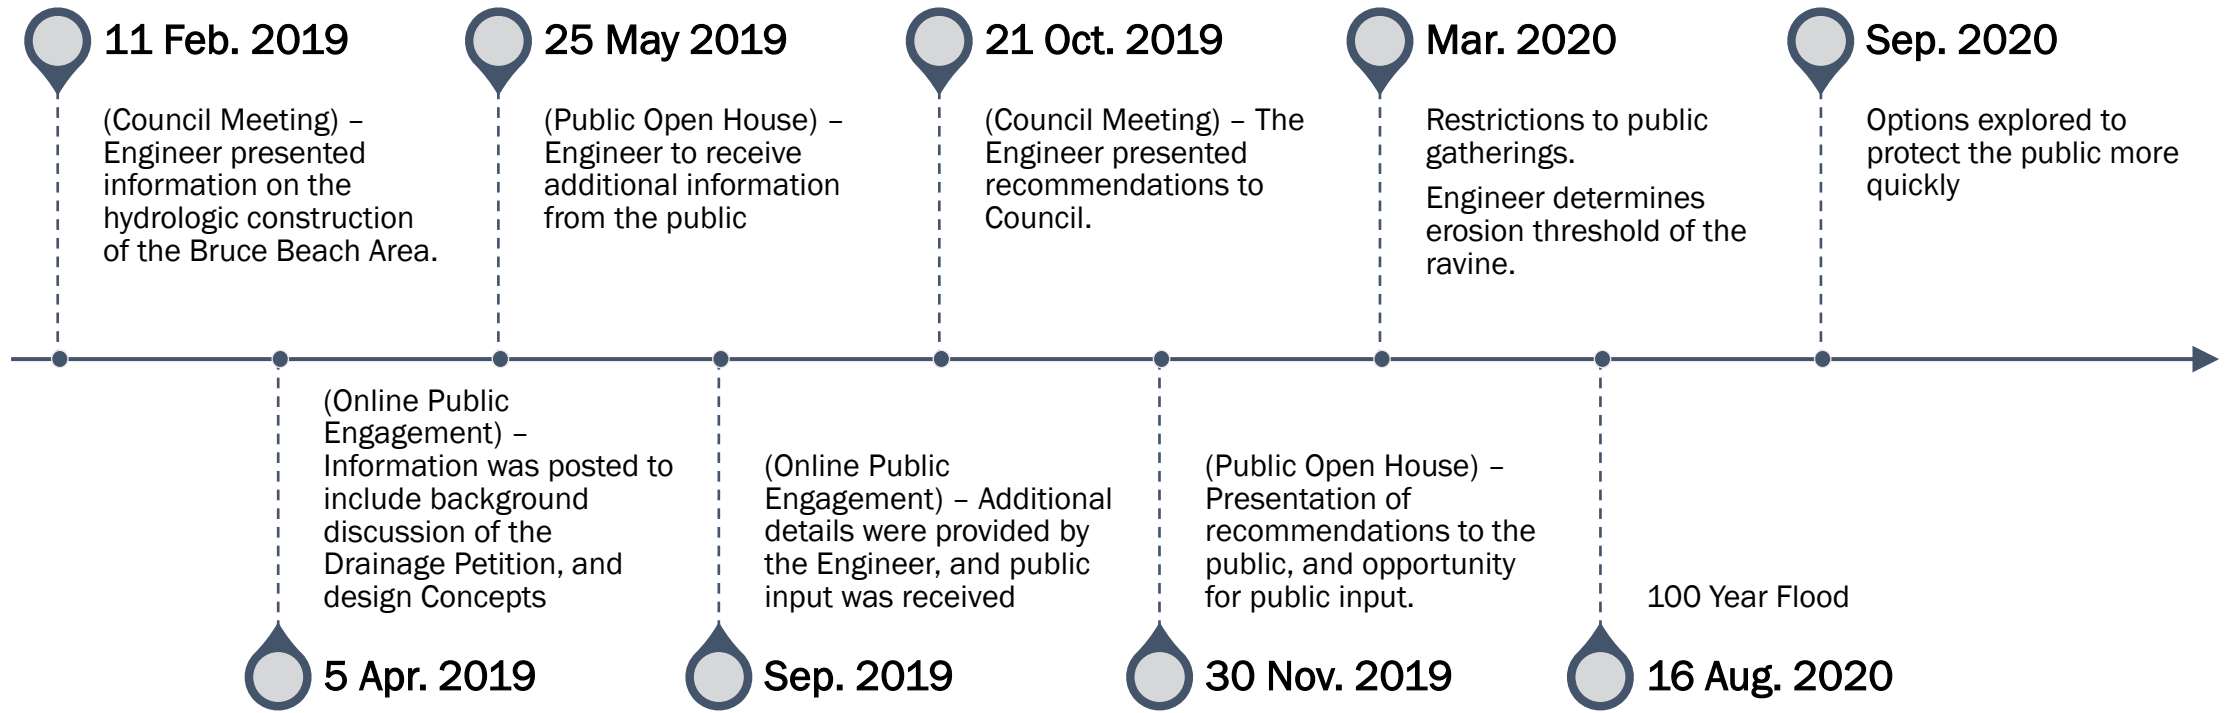 11 Feb. 2019
(Council Meeting) –
Engineer presented
information on the
hydrologic construction
of the Bruce Beach Area.
5 Apr. 2019
(Online Public
Engagement) –
Information was posted to
include background
discussion of the
Drainage Petition, and
design Concepts
25 May 2019
(Public Open House) –
Engineer to receive
additional information
from the public
Sep. 2019
(Online Public
Engagement) – Additional
details were provided by
the Engineer, and public
input was received
21 Oct. 2019
(Council Meeting) – The
Engineer presented
recommendations to
Council.
30 Nov. 2019
(Public Open House) –
Presentation of
recommendations to the
public, and opportunity
for public input.
Mar. 2020
Restrictions to public
gatherings.
Engineer determines
erosion threshold of the
ravine.
16 Aug. 2020
100 Year Flood
Sep. 2020
Options explored to
protect the public more
quickly